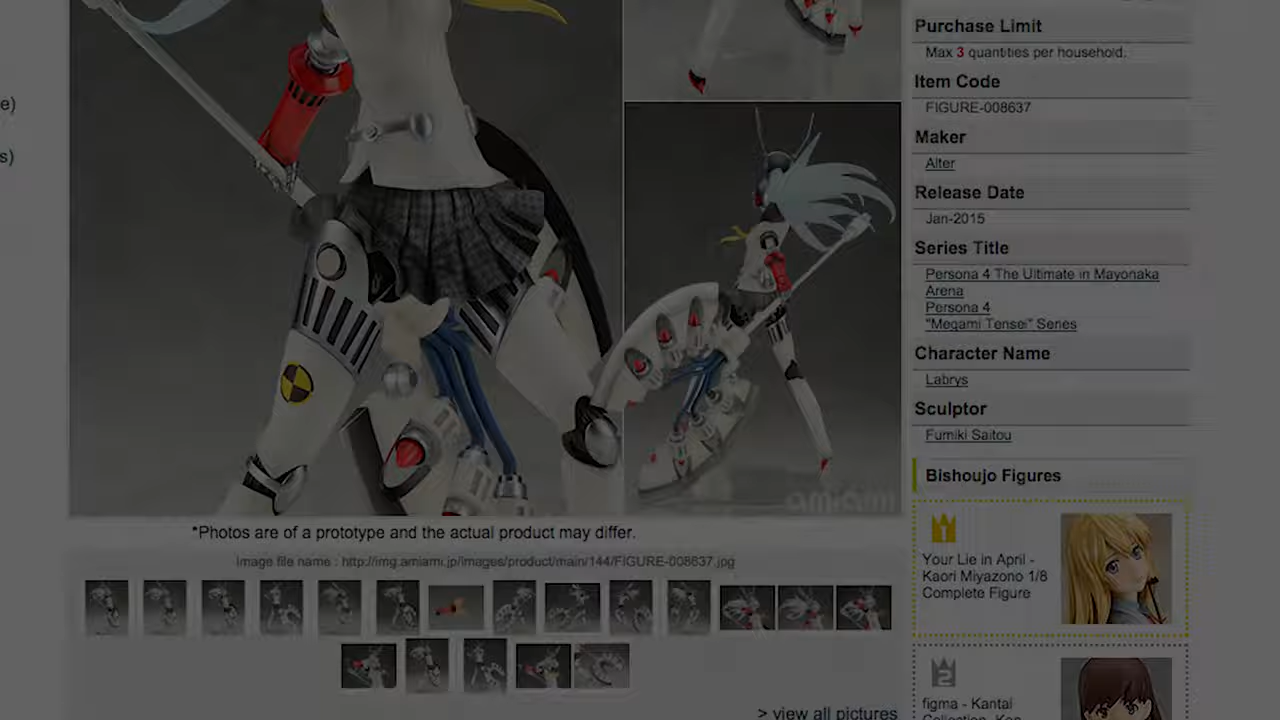 e)
s)
Purchase Limit
Max 3 quantities per household.
Item Code
FIGURE-008637
Maker
Alter
Release Date
Jan-2015
Series Title
Persona 4 The Ultimate in Mayonaka
Arena
Persona 4
"Megami Tensei" Series
Character Name
Labrys
Sculptor
Fumiki Saitou
Bishoujo Figures
1
Your Lie in April -
Kaori Miyazono 1/8
Complete Figure
2
figma - Kantai
amiami
*Photos are of a prototype and the actual product may differ.
Image file name : http://img.amiami.jp/images/product/main/144/FIGURE-008637.jpg
> view all pictures